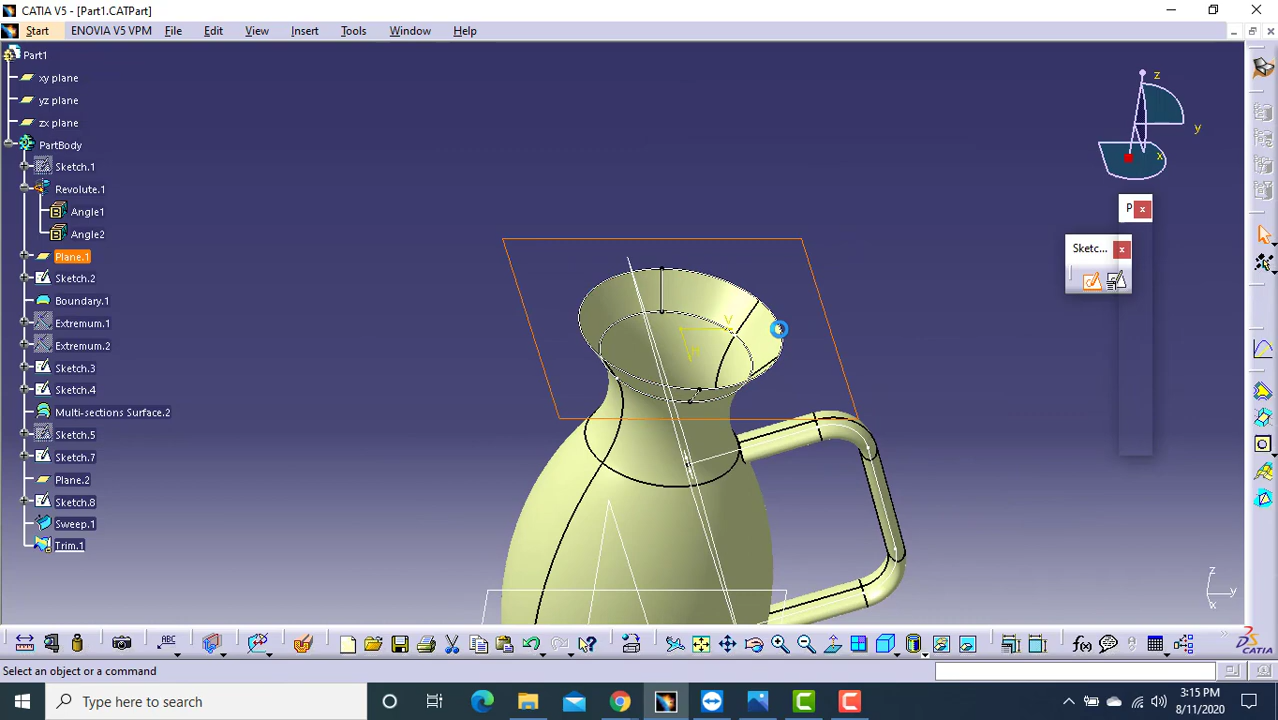 CATIA V5 - [Part1.CATPart]
Start ENOVIA V5 VPM File Edit View Insert Tools Window Help
Part1
xy plane
yz plane
zx plane
PartBody
Sketch.1
Revolute.1
Angle1
Angle2
Plane.1
Sketch.2
Boundary.1
Extremum.1
Extremum.2
Sketch.3
Sketch.4
Multi-sections Surface.2
Sketch.5
Sketch.7
Plane.2
Sketch.8
Sweep.1
Trim.1
z
y
x
P
Sketc...
V
H
z
y
x
ABC
f(x)
CATIA
Select an object or a command
Type here to search
3:15 PM
8/11/2020